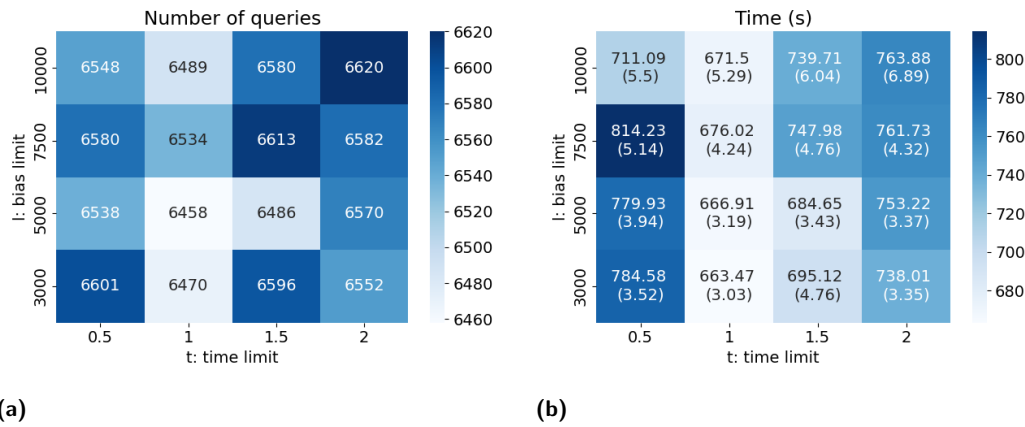 Number of queries
l: bias limit
10000
6548 6489 6580 6620
7500
6580 6534 6613 6582
5000
6538 6458 6486 6570
3000
6601 6470 6596 6552
0.5 1 1.5 2
t: time limit
6620
6600
6580
6560
6540
6520
6500
6480
6460
(a)
Time (s)
l: bias limit
10000
711.09 671.5 739.71 763.88
(5.5) (5.29) (6.04) (6.89)
7500
814.23 676.02 747.98 761.73
(5.14) (4.24) (4.76) (4.32)
5000
779.93 666.91 684.65 753.22
(3.94) (3.19) (3.43) (3.37)
3000
784.58 663.47 695.12 738.01
(3.52) (3.03) (4.76) (3.35)
0.5 1 1.5 2
t: time limit
800
780
760
740
720
700
680
(b)